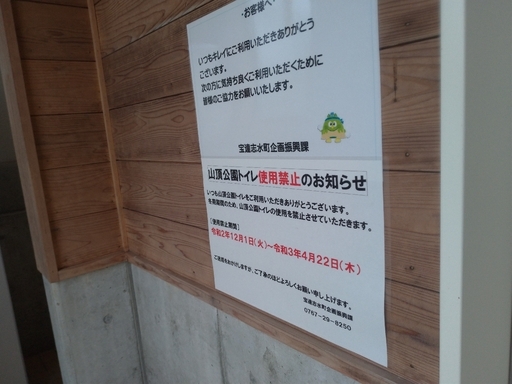 ・お客様へ・
いつもキレイにご利用いただきありがとう
ございます。
次の方に気持ち良くご利用いただくために
皆様のご協力をお願いいたします。
宝達志水町企画振興課
山頂公園トイレ使用禁止のお知らせ
いつも山頂公園トイレをご利用いただきありがとうございます。
冬期閉鎖のため、山頂公園トイレの使用を禁止させていただきます。
【使用禁止期間】
令和2年12月1日(火)～令和3年4月22日(木)
ご迷惑をおかけしますが、ご了承のほどよろしくお願い申し上げます。
宝達志水町企画振興課
0767-29-8250